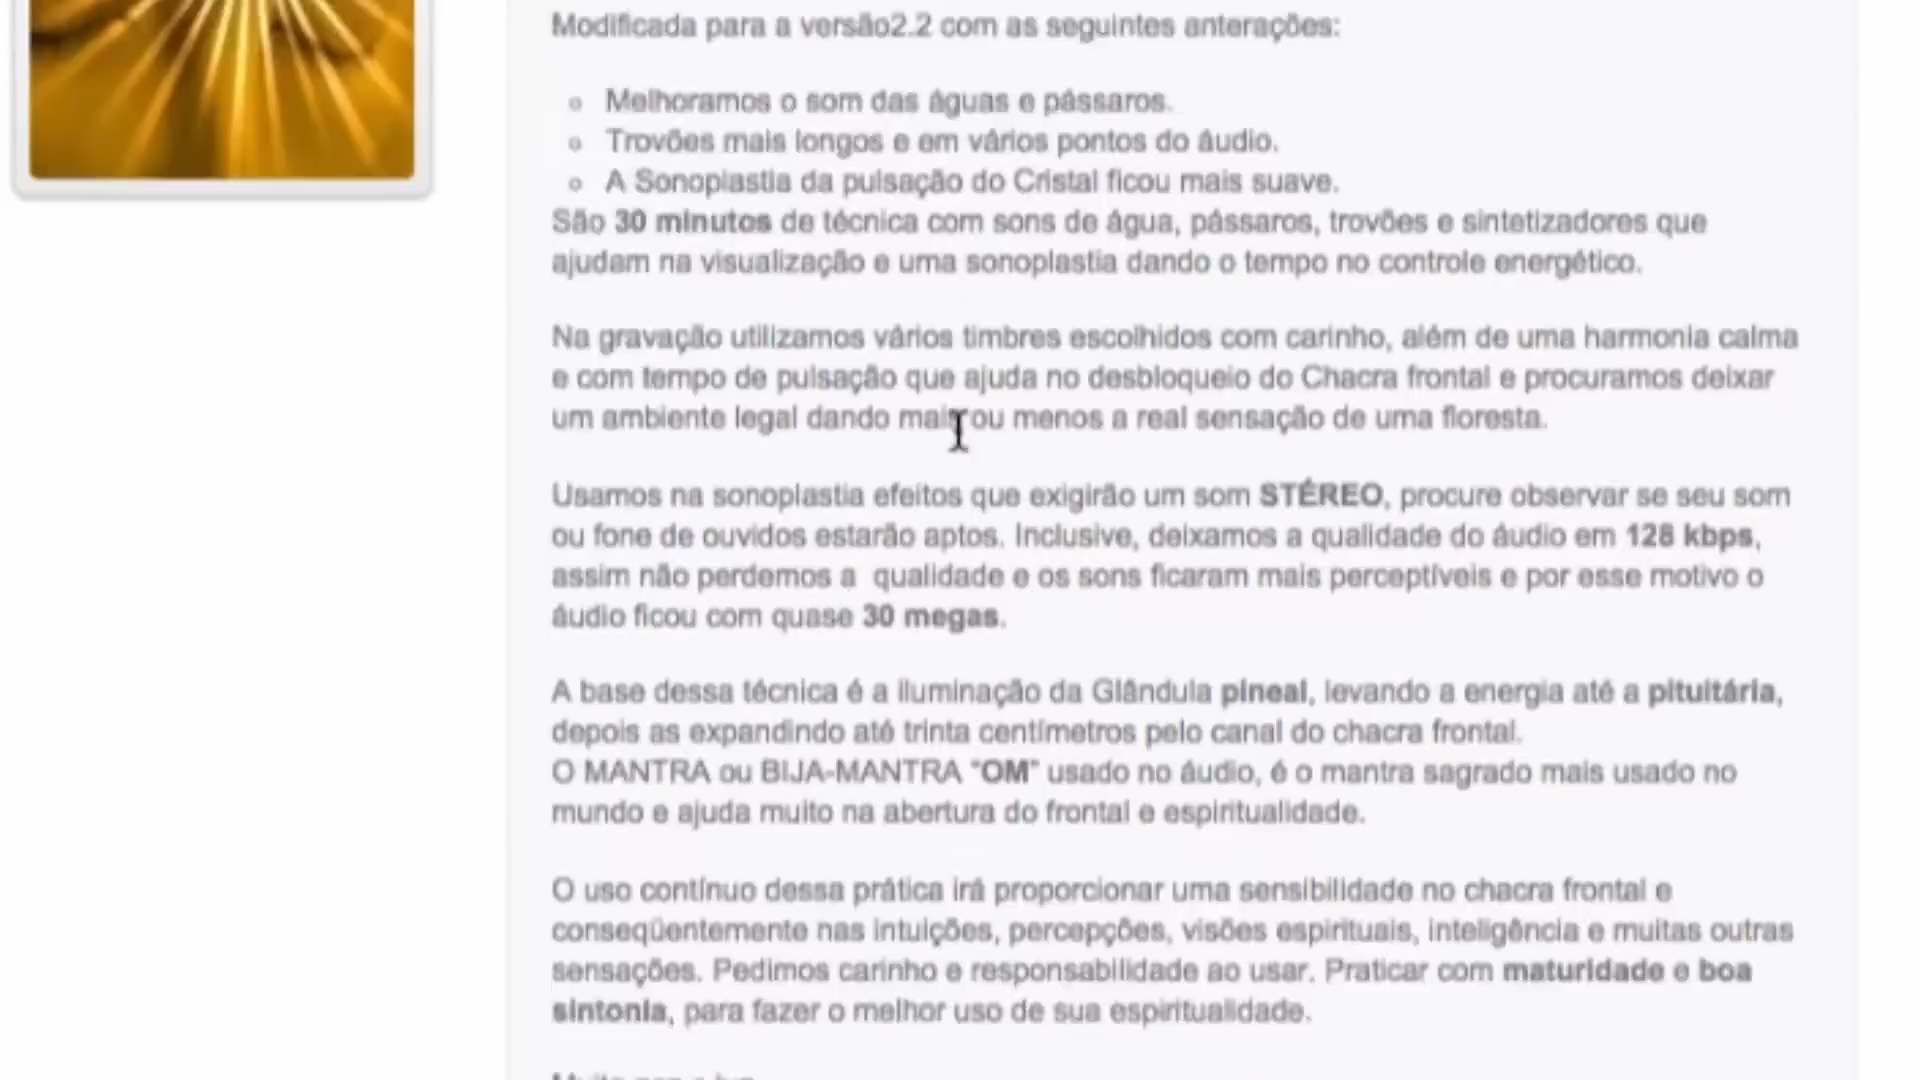 Modificada para a versão2.2 com as seguintes anterações:
Melhoramos o som das águas e pássaros.
Trovões mais longos e em vários pontos do áudio.
A Sonoplastia da pulsação do Cristal ficou mais suave.
São 30 minutos de técnica com sons de água, pássaros, trovões e sintetizadores que
ajudam na visualização e uma sonoplastia dando o tempo no controle energético.
Na gravação utilizamos vários timbres escolhidos com carinho, além de uma harmonia calma
e com tempo de pulsação que ajuda no desbloqueio do Chacra frontal e procuramos deixar
um ambiente legal dando mais ou menos a real sensação de uma floresta.
Usamos na sonoplastia efeitos que exigirão um som STÉREO, procure observar se seu som
ou fone de ouvidos estarão aptos. Inclusive, deixamos a qualidade do áudio em 128 kbps,
assim não perdemos a qualidade e os sons ficaram mais perceptíveis e por esse motivo o
áudio ficou com quase 30 megas.
A base dessa técnica é a iluminação da Glândula pineal, levando a energia até a pituitária,
depois as expandindo até trinta centímetros pelo canal do chacra frontal.
O MANTRA ou BIJA-MANTRA "OM" usado no áudio, é o mantra sagrado mais usado no
mundo e ajuda muito na abertura do frontal e espiritualidade.
O uso contínuo dessa prática irá proporcionar uma sensibilidade no chacra frontal e
conseqüentemente nas intuições, percepções, visões espirituais, inteligência e muitas outras
sensações. Pedimos carinho e responsabilidade ao usar. Praticar com maturidade e boa
sintonia, para fazer o melhor uso de sua espiritualidade.